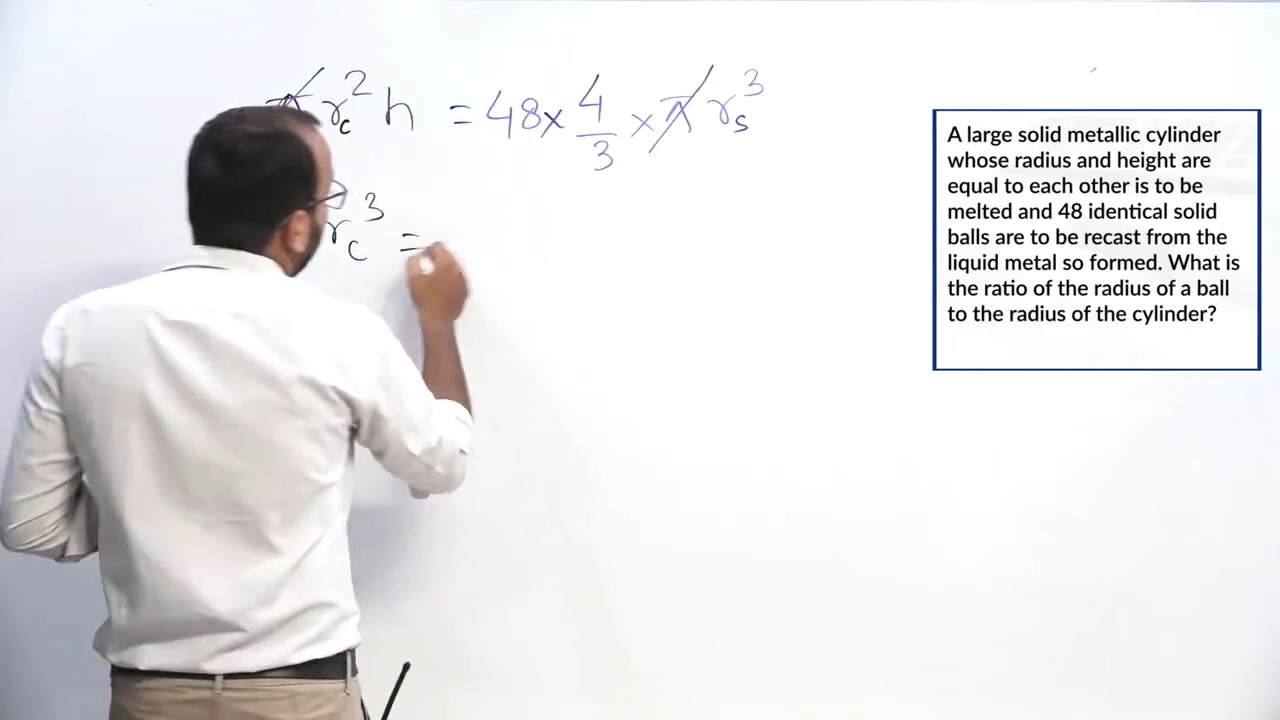 π r_c^2 h = 48 × 4/3 × π r_s^3
r_c^3 =
A large solid metallic cylinder
whose radius and height are
equal to each other is to be
melted and 48 identical solid
balls are to be recast from the
liquid metal so formed. What is
the ratio of the radius of a ball
to the radius of the cylinder?